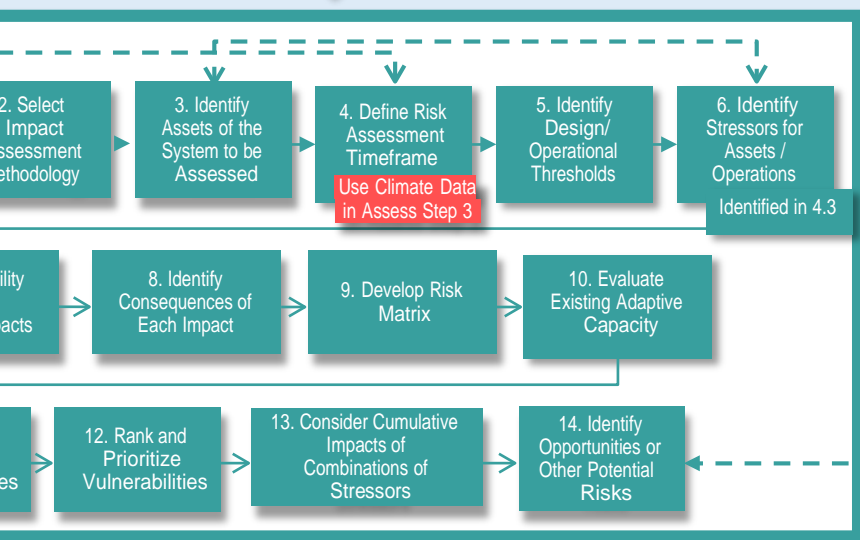 2. Select
Impact
ssessment
ethodology
3. Identify
Assets of the
System to be
Assessed
4. Define Risk
Assessment
Timeframe
Use Climate Data
in Assess Step 3
5. Identify
Design/
Operational
Thresholds
6. Identify
Stressors for
Assets /
Operations
Identified in 4.3
ility
acts
8. Identify
Consequences of
Each Impact
9. Develop Risk
Matrix
10. Evaluate
Existing Adaptive
Capacity
es
12. Rank and
Prioritize
Vulnerabilities
13. Consider Cumulative
Impacts of
Combinations of
Stressors
14. Identify
Opportunities or
Other Potential
Risks